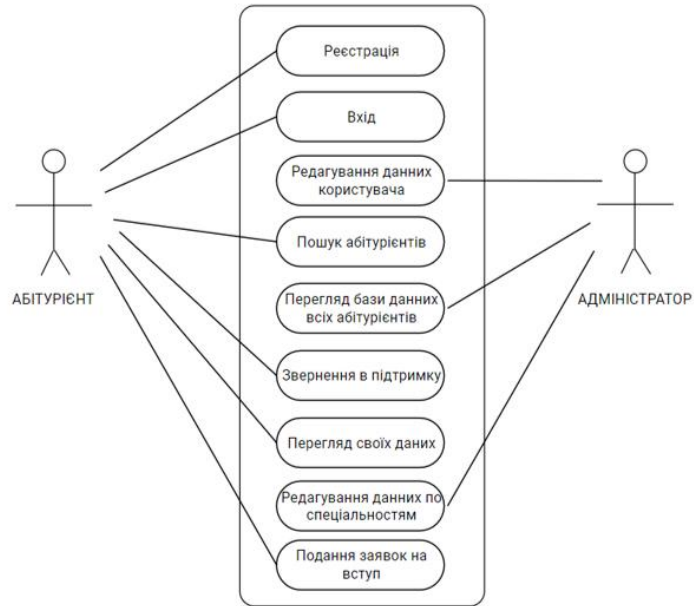 Реєстрація
Вхід
Редагування данних
користувача
Пошук абітурієнтів
АБІТУРІЄНТ
АДМІНІСТРАТОР
Перегляд бази данних
всіх абітурієнтів
Звернення в підтримку
Перегляд своїх даних
Редагування данних по
спеціальностям
Подання заявок на
вступ